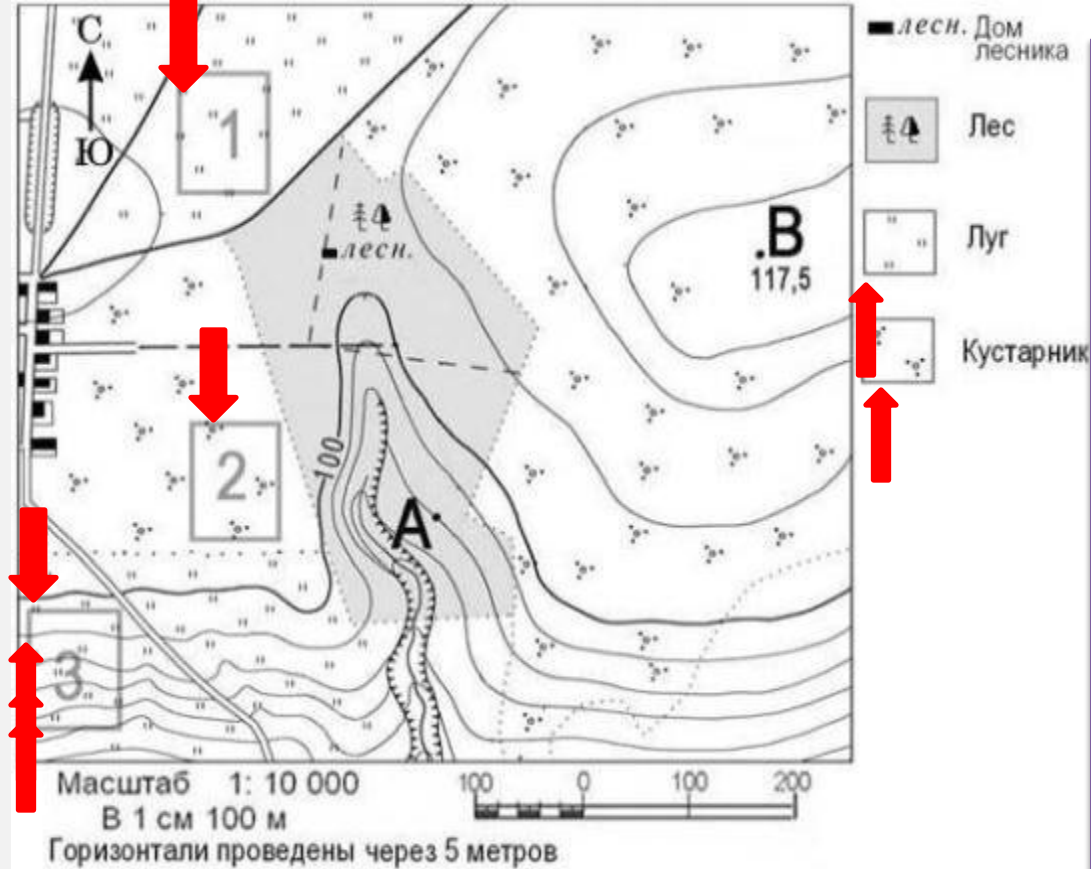 С
Ю
1
лесн.
А
В
117,5
2
100
3
лесн. Дом
лесника
Лес
Луг
Кустарник
Масштаб 1: 10 000
В 1 см 100 м
Горизонтали проведены через 5 метров
100 0 100 200